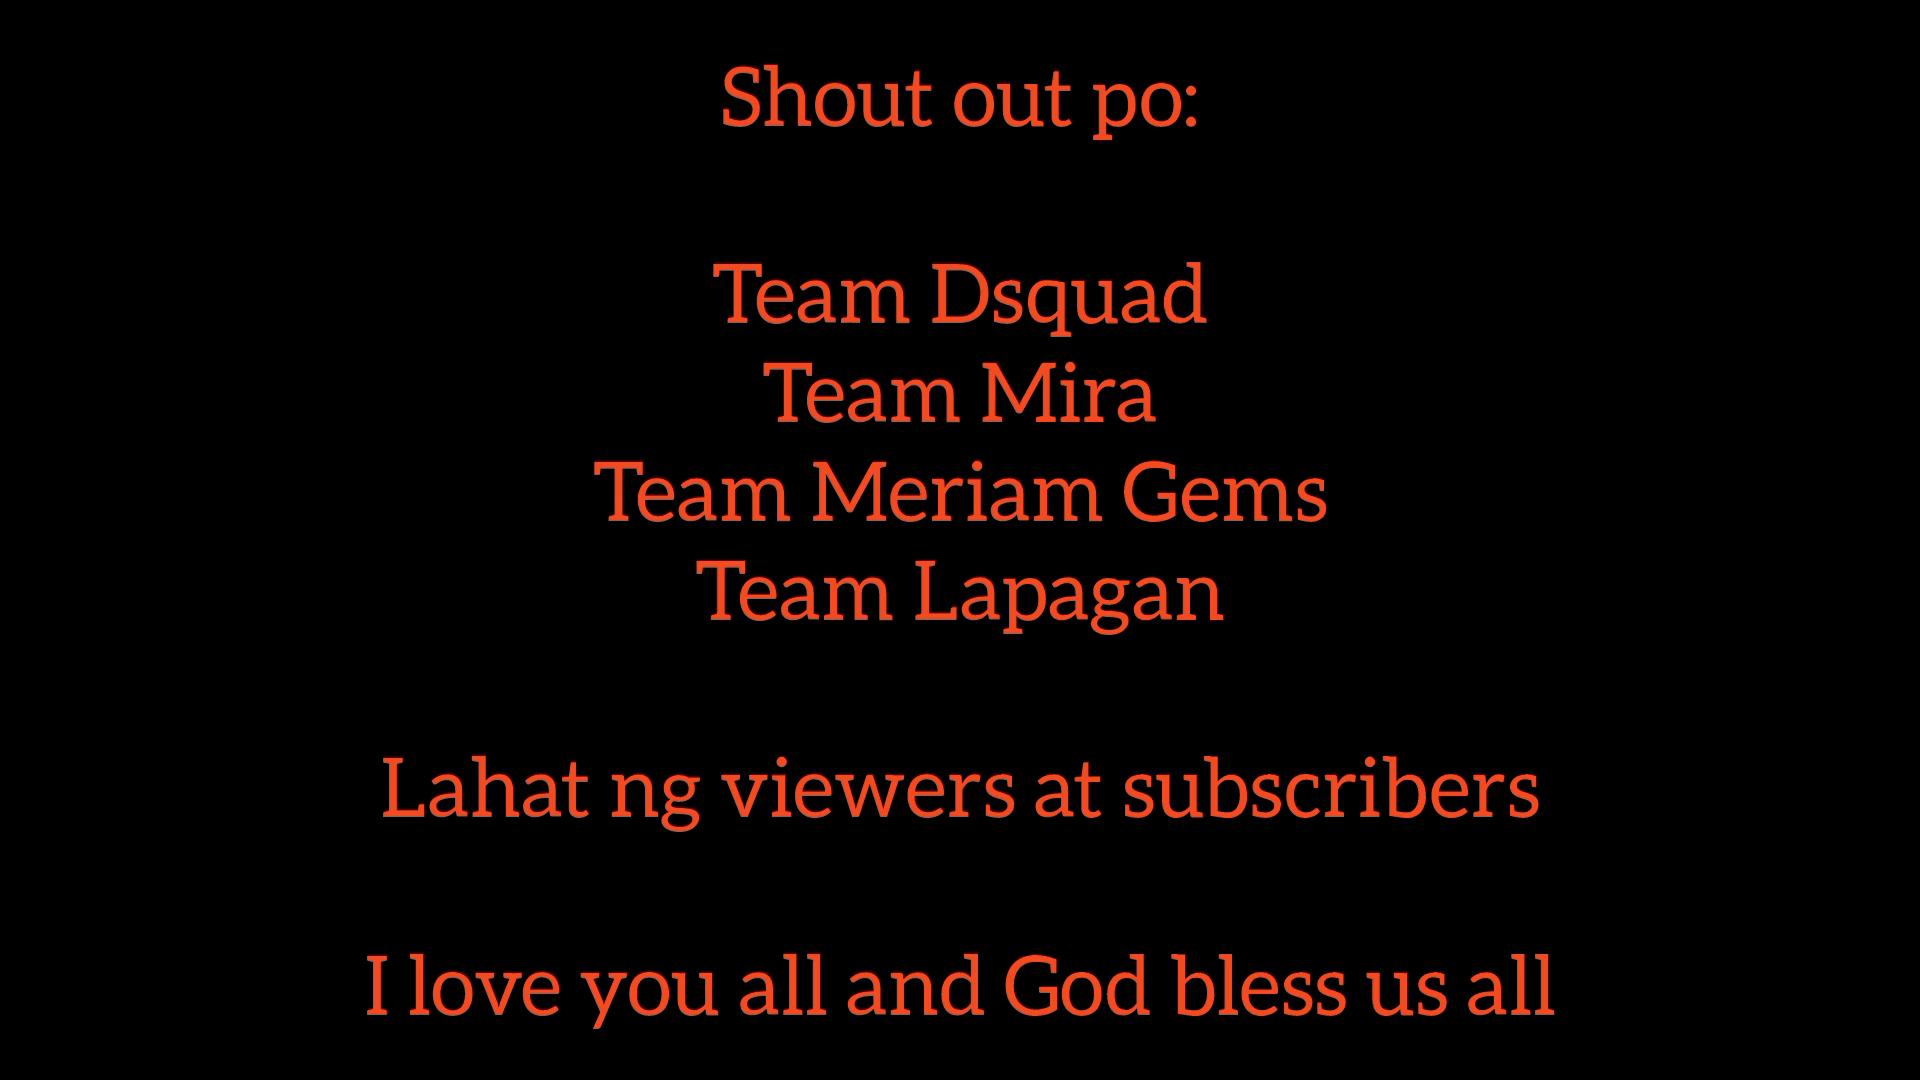 Shout out po:
Team Dsquad
Team Mira
Team Meriam Gems
Team Lapagan
Lahat ng viewers at subscribers
I love you all and God bless us all